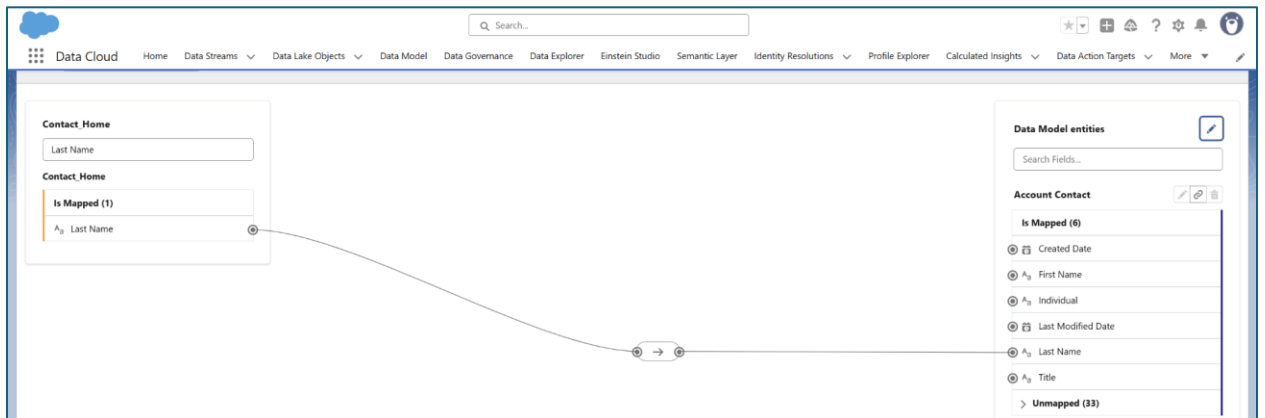 Search...
Data Cloud Home Data Streams Data Lake Objects Data Model Data Governance Data Explorer Einstein Studio Semantic Layer Identity Resolutions Profile Explorer Calculated Insights Data Action Targets More
Contact_Home
Last Name
Contact_Home
Is Mapped (1)
Last Name
Data Model entities
Search Fields...
Account Contact
Is Mapped (6)
Created Date
First Name
Individual
Last Modified Date
Last Name
Title
Unmapped (33)